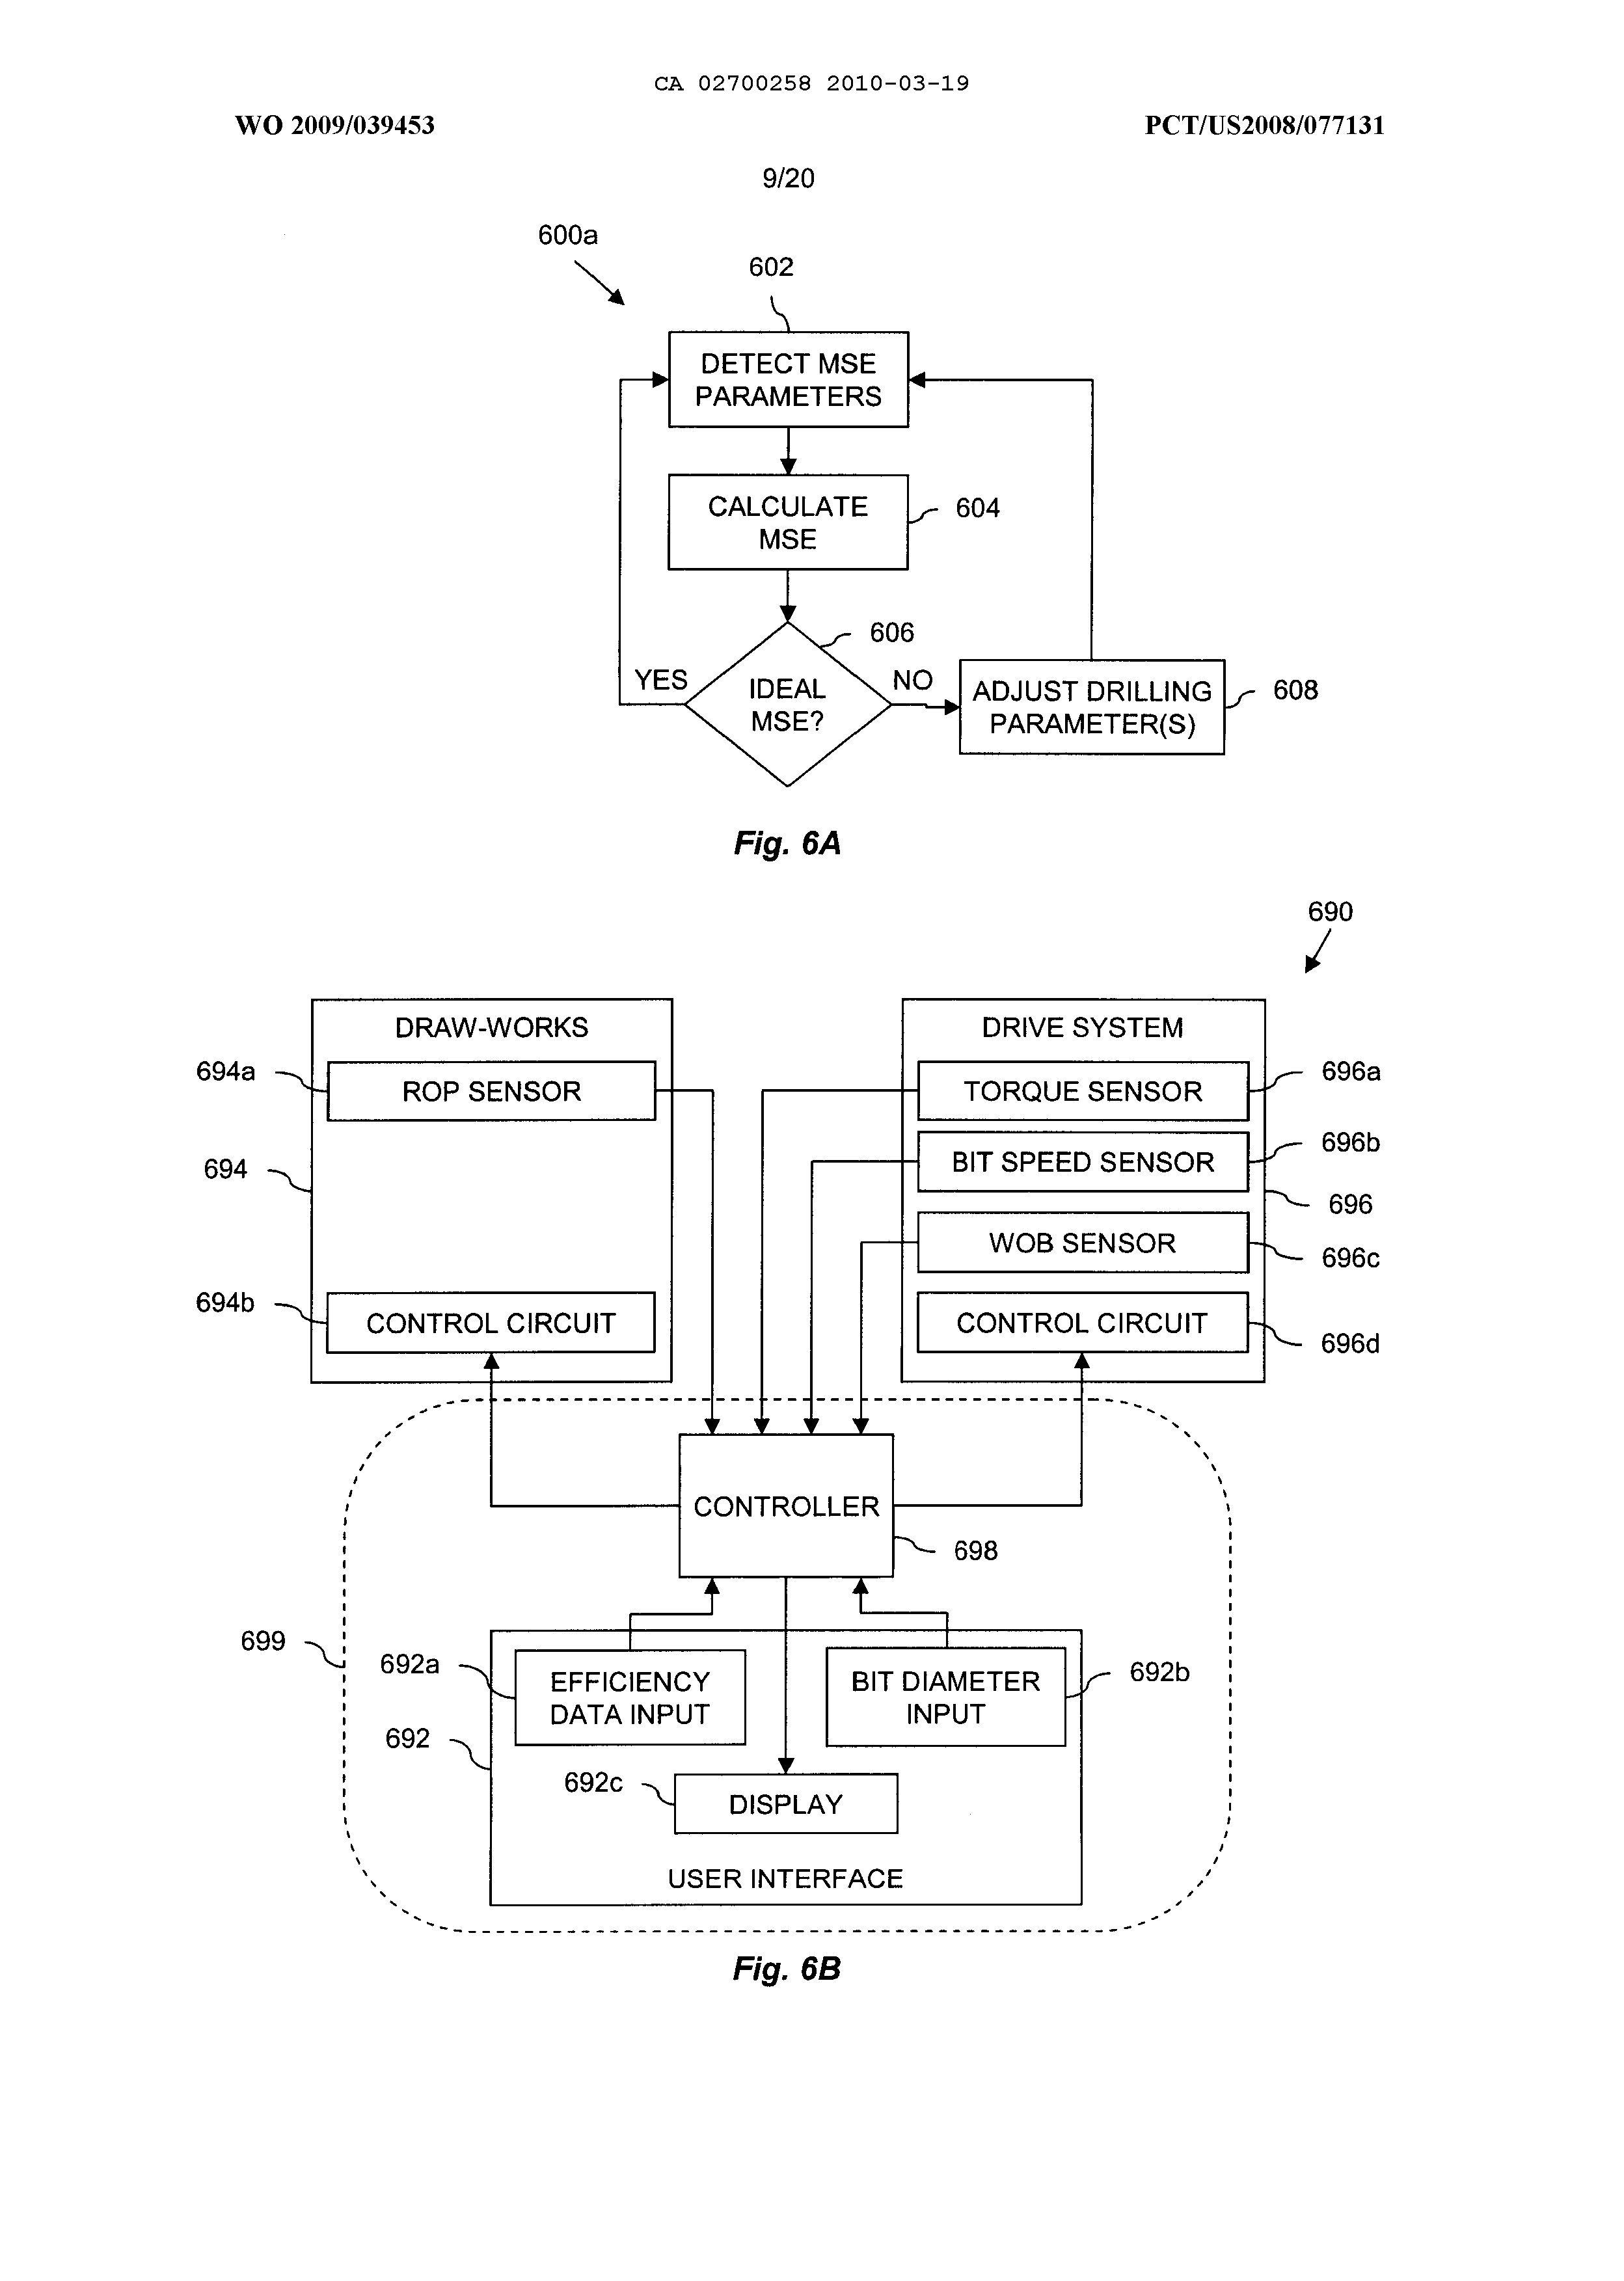 CA 02700258 2010-03-19
WO 2009/039453
PCT/US2008/077131
9/20
600a
602
DETECT MSE
PARAMETERS
CALCULATE
MSE
604
606
YES
IDEAL
MSE?
NO
ADJUST DRILLING
PARAMETER(S)
608
Fig. 6A
690
DRAW-WORKS
694a
ROP SENSOR
694
694b
CONTROL CIRCUIT
DRIVE SYSTEM
TORQUE SENSOR
696a
BIT SPEED SENSOR
696b
696
WOB SENSOR
696c
CONTROL CIRCUIT
696d
CONTROLLER
698
699
692a
EFFICIENCY
DATA INPUT
BIT DIAMETER
INPUT
692b
692
692c
DISPLAY
USER INTERFACE
Fig. 6B